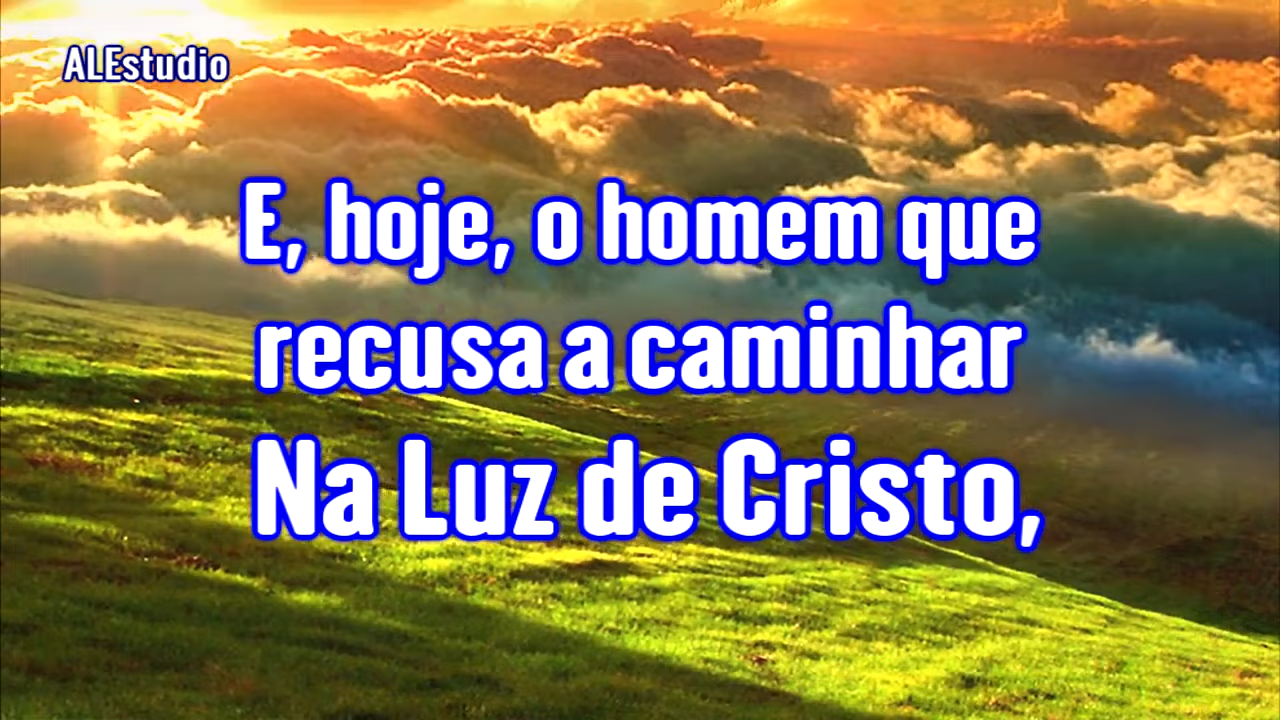 ALEstudio
E, hoje, o homem que
recusa a caminhar
Na Luz de Cristo,